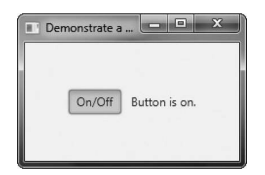 Demonstrate a ...
On/Off Button is on.